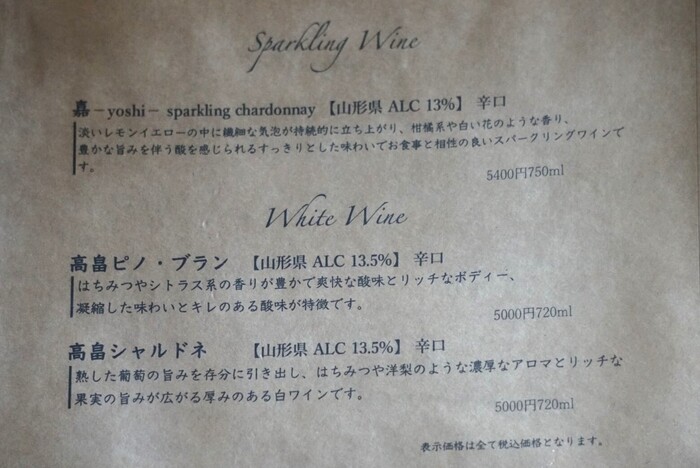 Sparkling Wine
嘉－yoshi－ sparkling chardonnay 【山形県 ALC 13%】 辛口
淡いレモンイエローの中に繊細な気泡が持続的に立ち上がり、柑橘系や白い花のような香り、
豊かな旨みを伴う酸を感じられるすっきりとした味わいでお食事と相性の良いスパークリングワインで
す。
5400円750ml
White Wine
高畠ピノ・ブラン 【山形県 ALC 13.5%】 辛口
はちみつやシトラス系の香りが豊かで爽快な酸味とリッチなボディー、
凝縮した味わいとキレのある酸味が特徴です。
5000円720ml
高畠シャルドネ 【山形県 ALC 13.5%】 辛口
熟した葡萄の旨みを存分に引き出し、はちみつや洋梨のような濃厚なアロマとリッチな
果実の旨みが広がる厚みのある白ワインです。
5000円720ml
表示価格は全て税込価格となります。